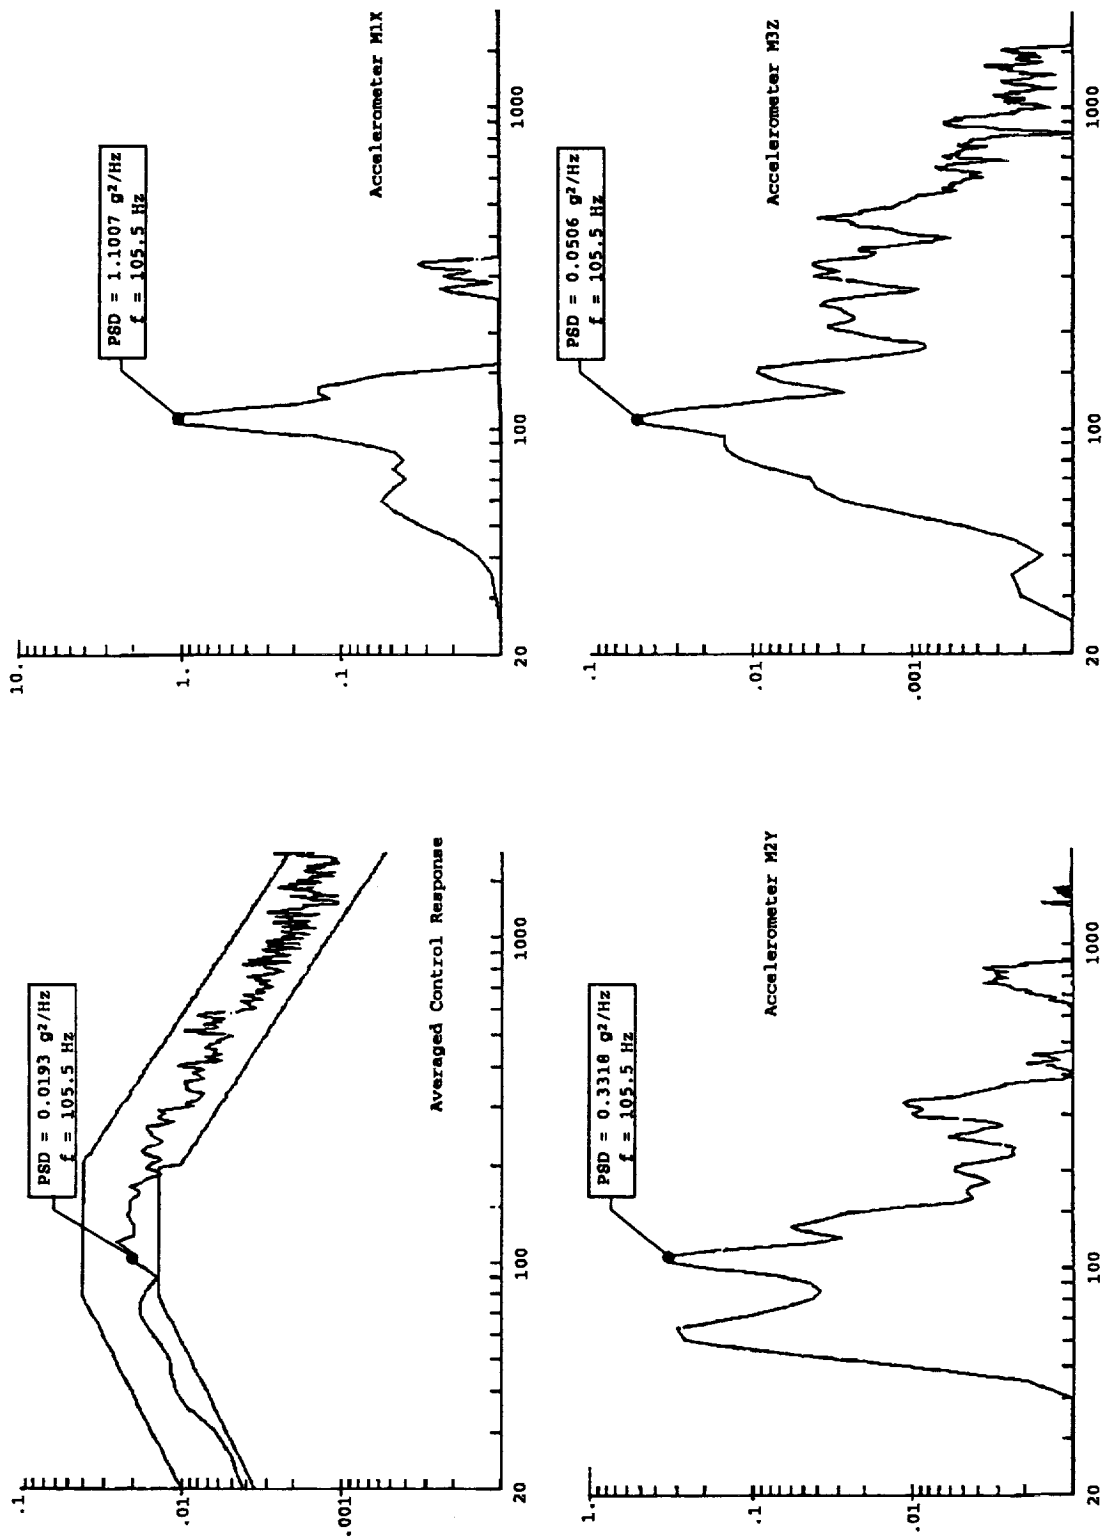 PSD = 0.0193 g²/Hz
f = 105.5 Hz
.1
.01
.001
Averaged Control Response
20
100
1000
PSD = 1.1007 g²/Hz
f = 105.5 Hz
10.
1.
.1
Accelerometer M1X
20
100
1000
PSD = 0.3318 g²/Hz
f = 105.5 Hz
1.
.1
.01
Accelerometer M2Y
20
100
1000
PSD = 0.0506 g²/Hz
f = 105.5 Hz
.1
.01
.001
Accelerometer M3Z
20
100
1000